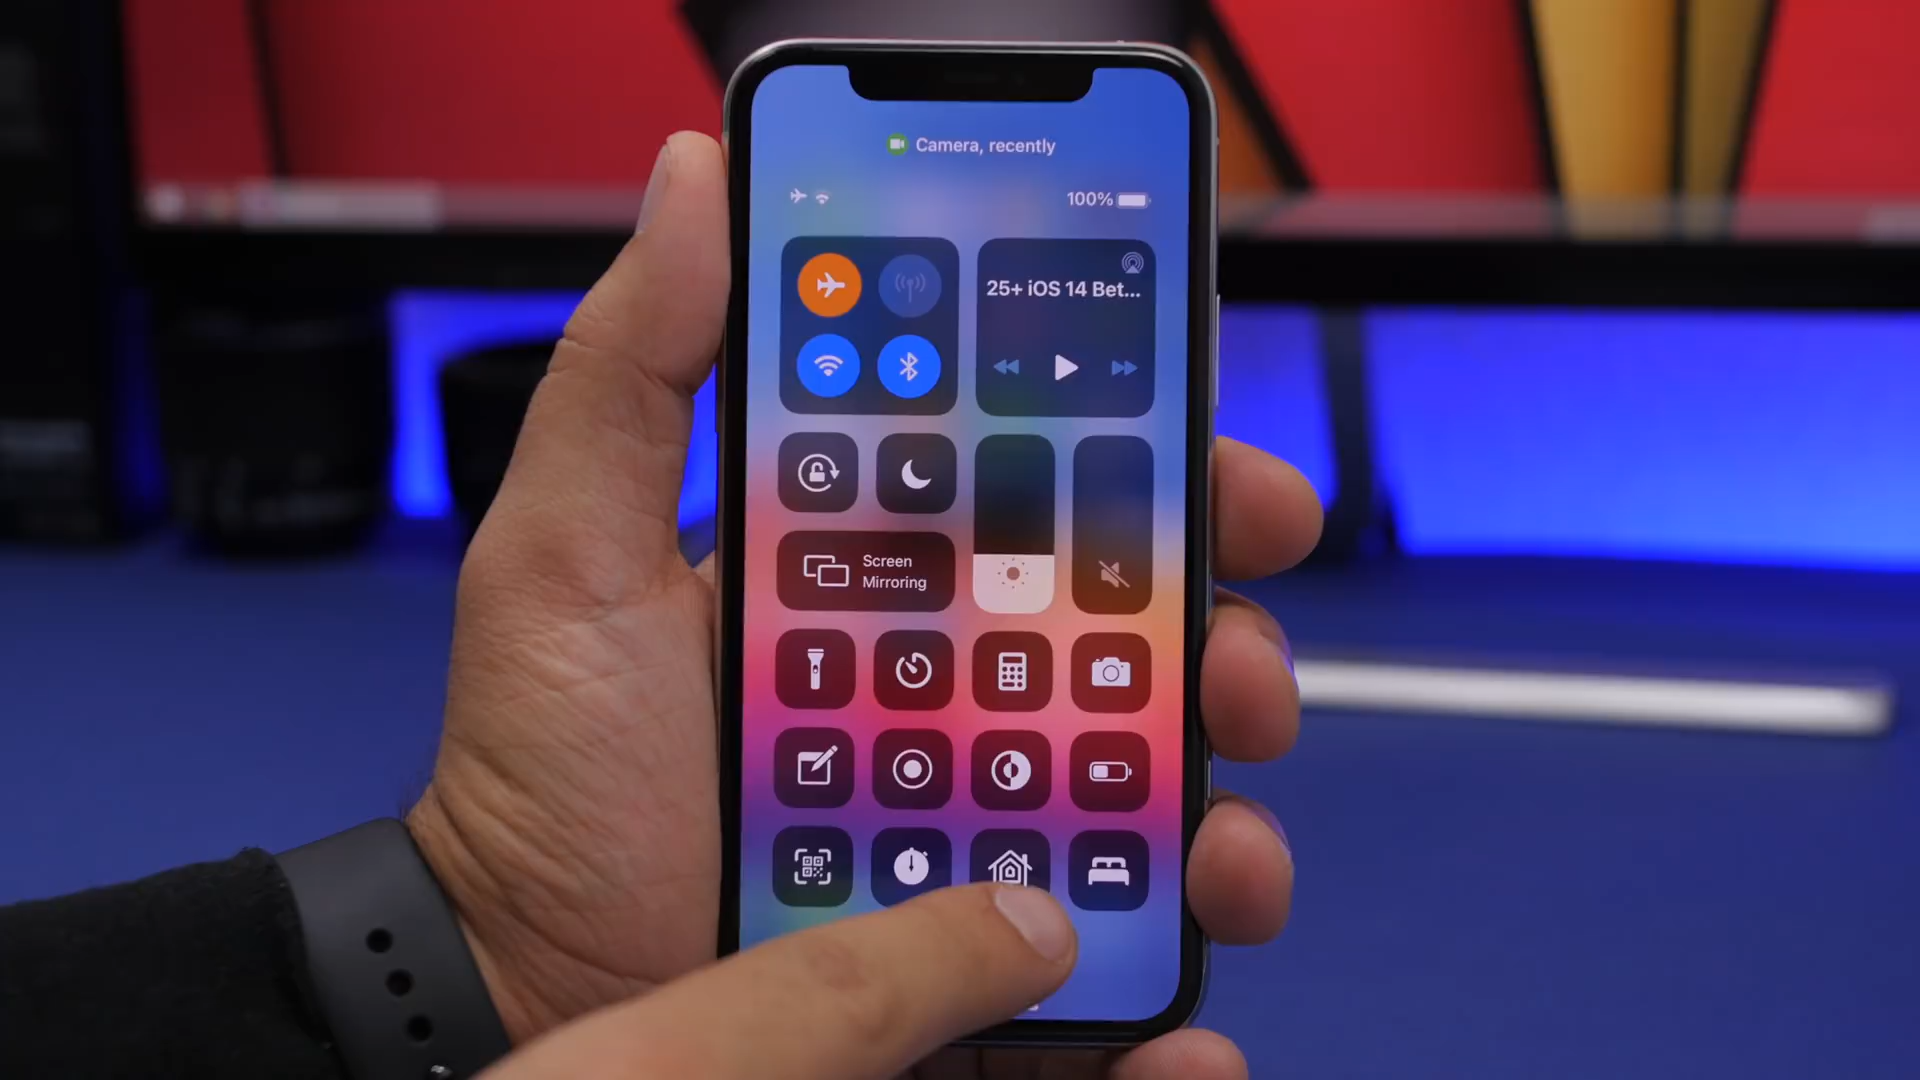 Camera, recently
100%
25+ iOS 14 Bet...
Screen
Mirroring